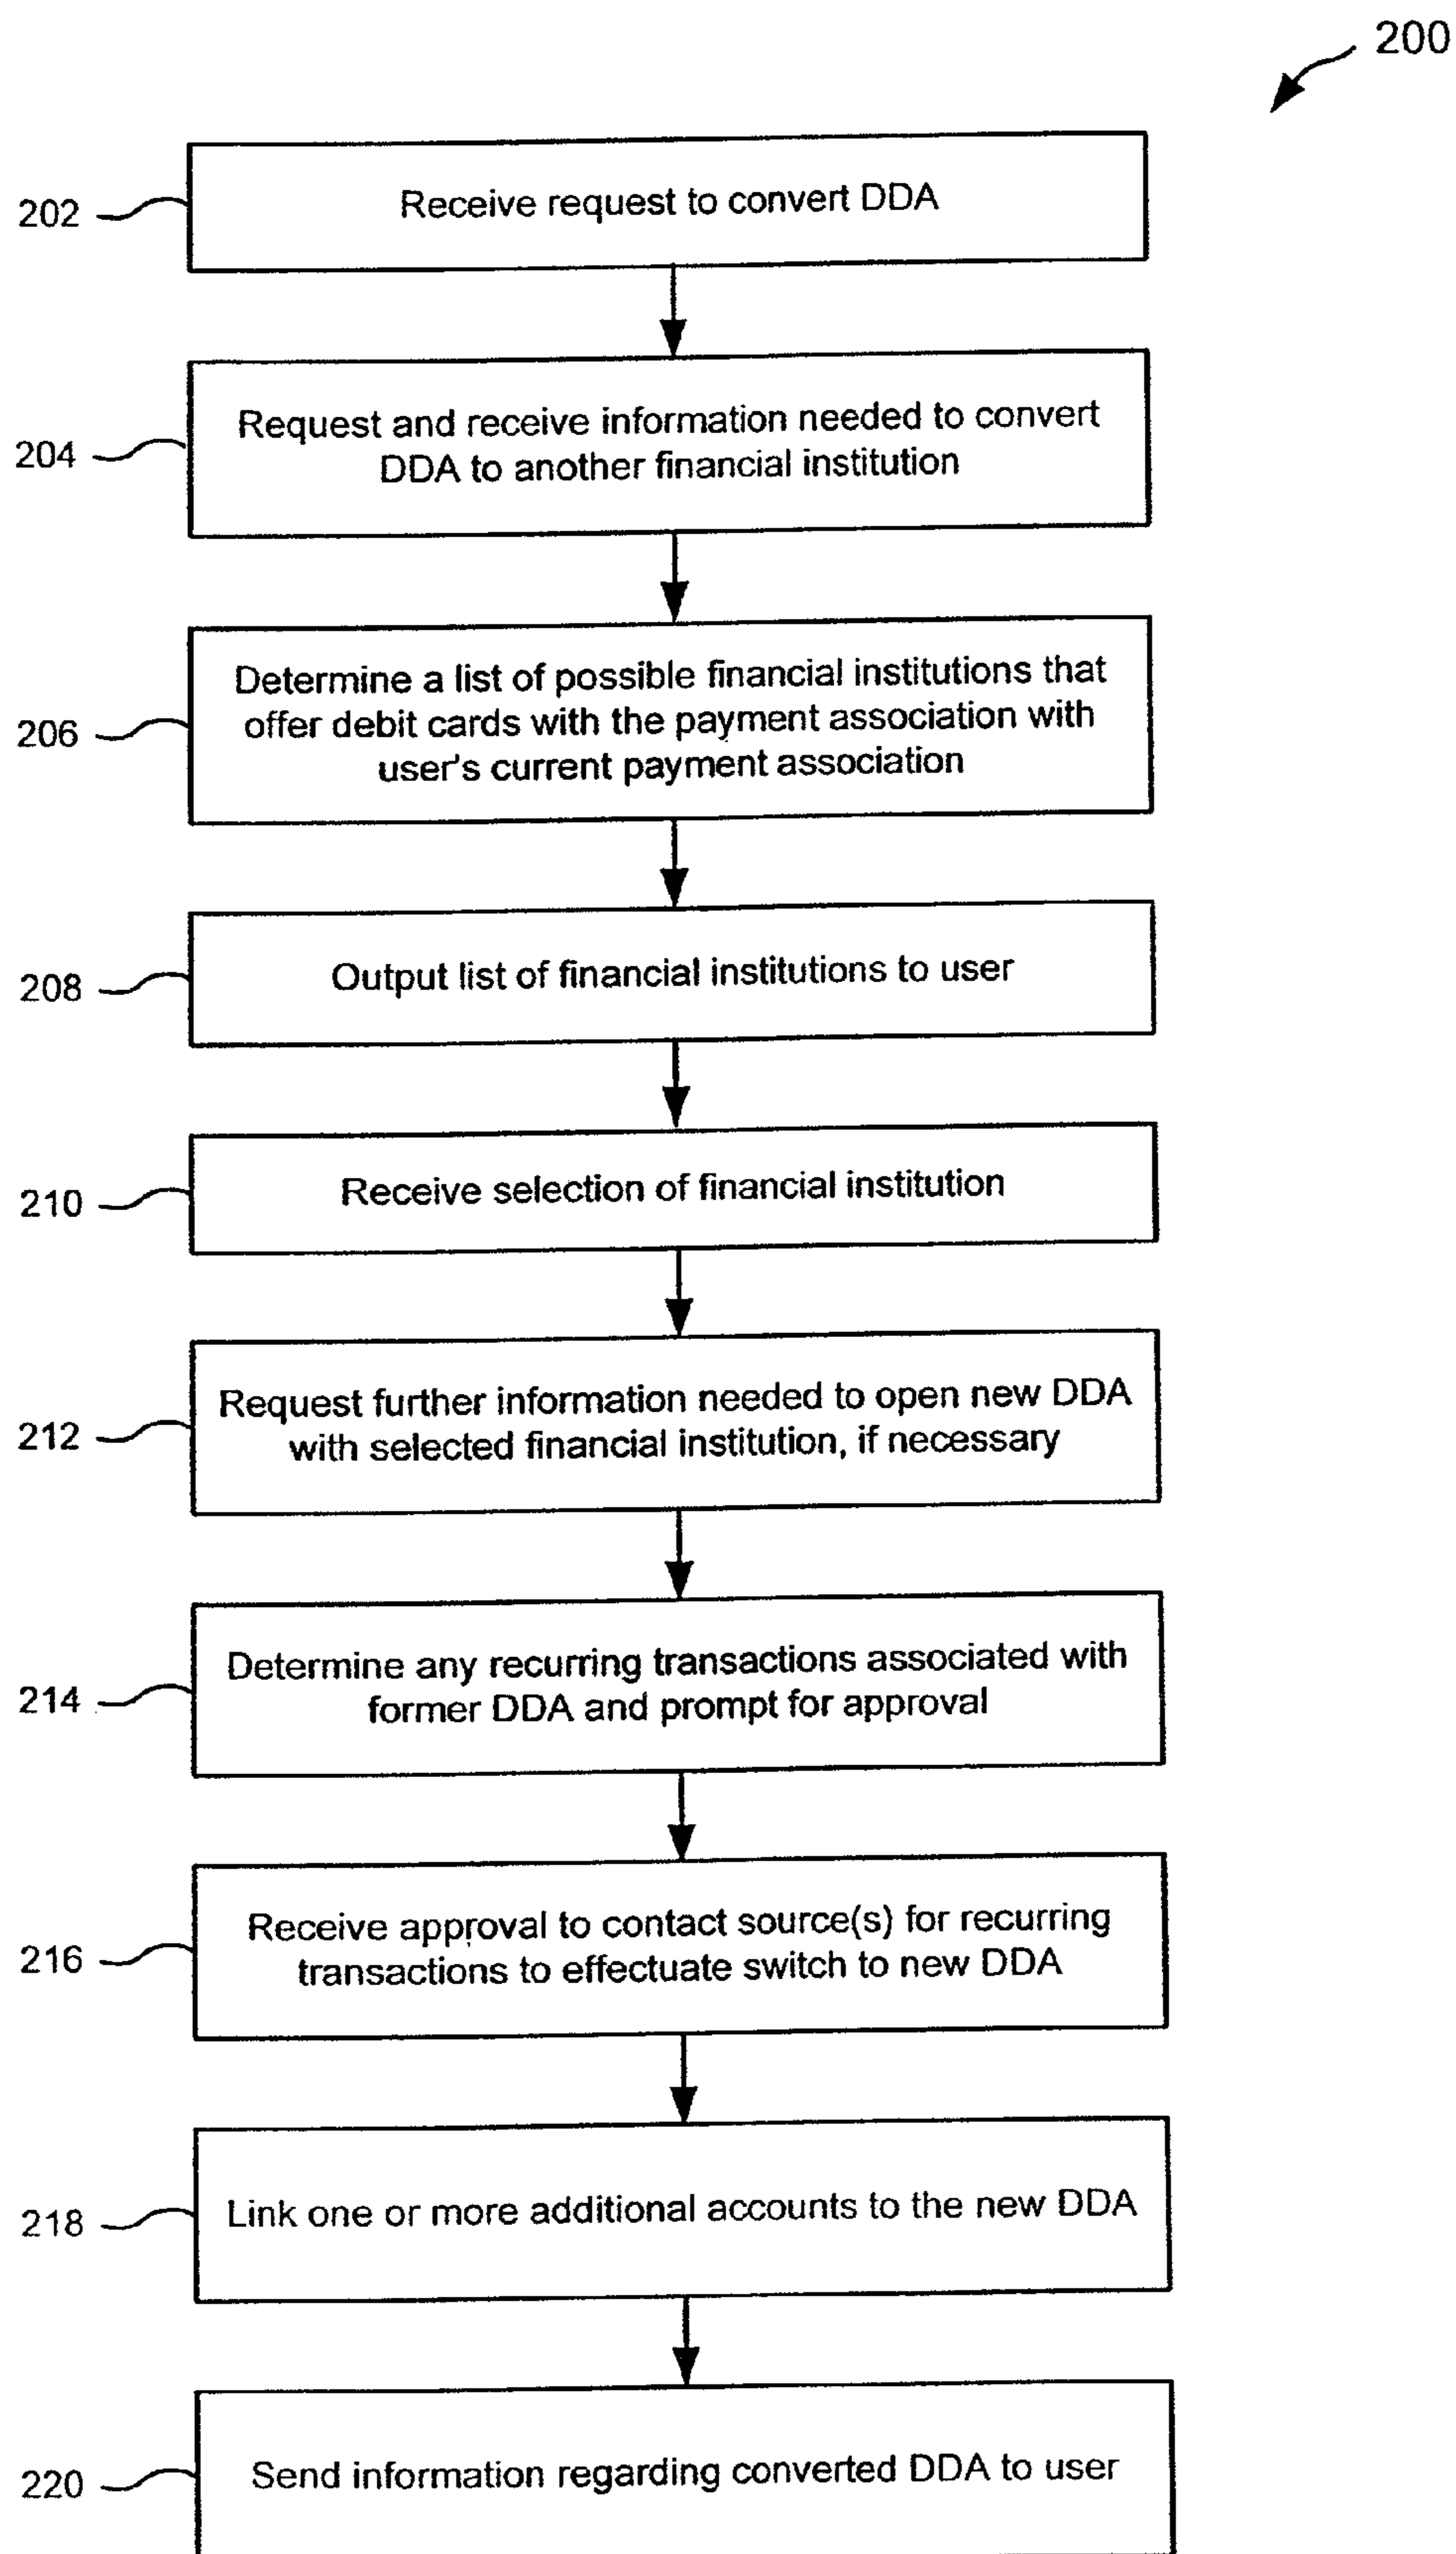 200
202
Receive request to convert DDA
204
Request and receive information needed to convert
DDA to another financial institution
206
Determine a list of possible financial institutions that
offer debit cards with the payment association with
user's current payment association
208
Output list of financial institutions to user
210
Receive selection of financial institution
212
Request further information needed to open new DDA
with selected financial institution, if necessary
214
Determine any recurring transactions associated with
former DDA and prompt for approval
216
Receive approval to contact source(s) for recurring
transactions to effectuate switch to new DDA
218
Link one or more additional accounts to the new DDA
220
Send information regarding converted DDA to user